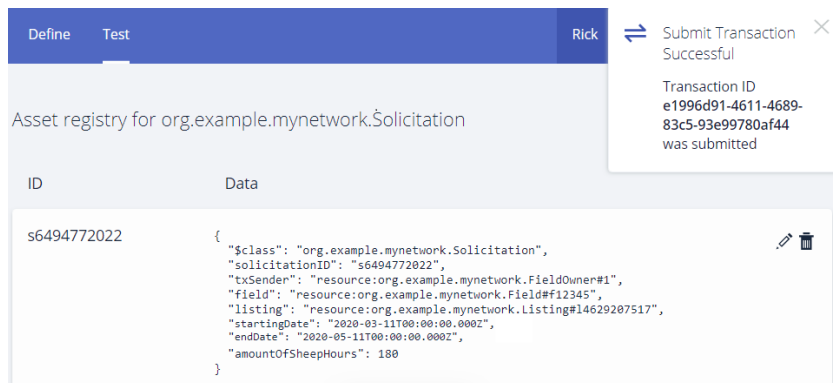 Define Test Rick
Submit Transaction
Successful
Transaction ID
e1996d91-4611-4689-
83c5-93e99780af44
was submitted
Asset registry for org.example.mynetwork.Solicitation
ID Data
s6494772022
{
"$class": "org.example.mynetwork.Solicitation",
"solicitationID": "s6494772022",
"txSender": "resource:org.example.mynetwork.FieldOwner#1",
"field": "resource:org.example.mynetwork.Field#f12345",
"listing": "resource:org.example.mynetwork.Listing#l4629207517",
"startingDate": "2020-03-11T00:00:00.000Z",
"endDate": "2020-05-11T00:00:00.000Z",
"amountOfSheepHours": 180
}